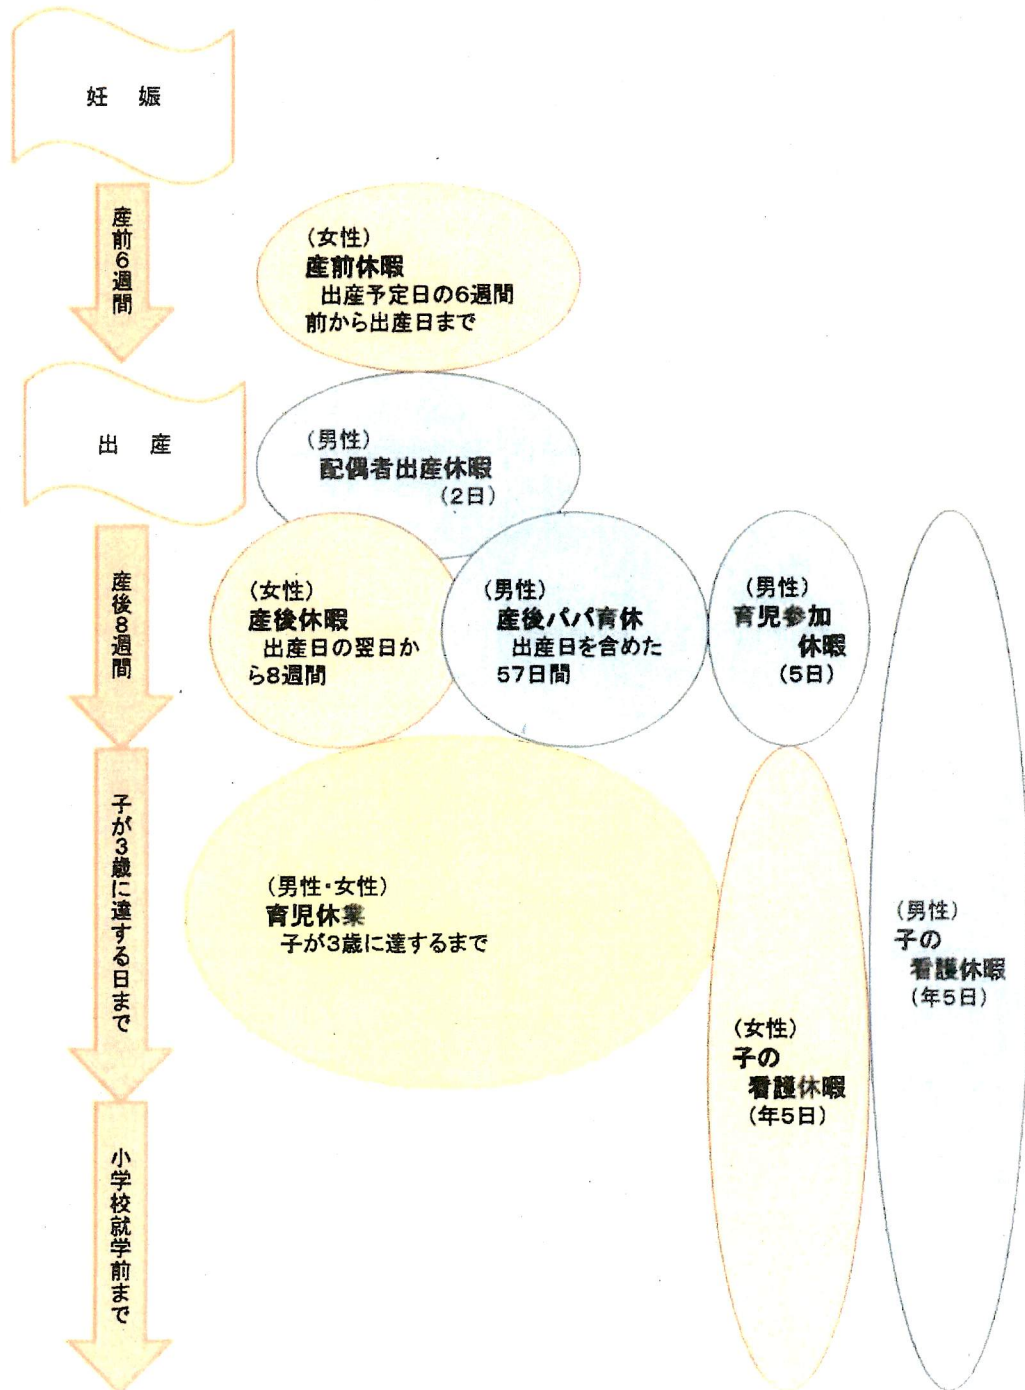 妊 娠
産前6週間
(女性)
産前休暇
出産予定日の6週間
前から出産日まで
出 産
(男性)
配偶者出産休暇
(2日)
産後8週間
(女性)
産後休暇
出産日の翌日か
ら8週間
(男性)
産後パパ育休
出産日を含めた
57日間
(男性)
育児参加
休暇
(5日)
子が3歳に達する日まで
(男性・女性)
育児休業
子が3歳に達するまで
(女性)
子の
看護休暇
(年5日)
(男性)
子の
看護休暇
(年5日)
小学校就学前まで